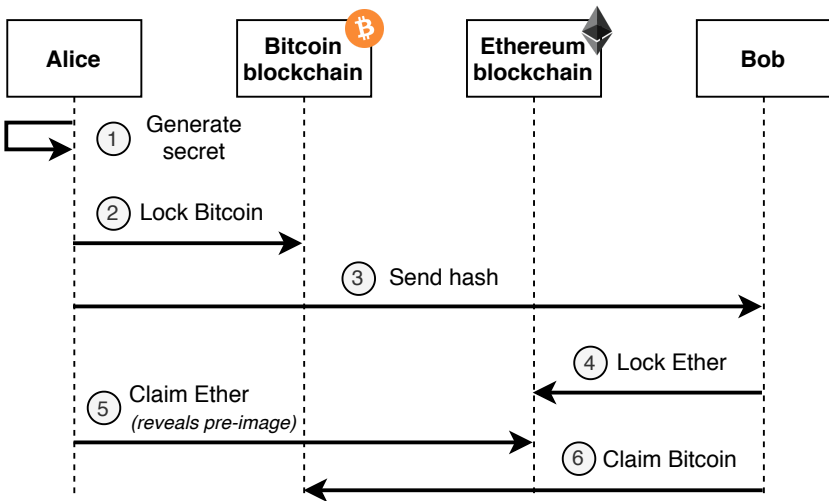 Alice
Bitcoin
blockchain
Ethereum
blockchain
Bob
1 Generate
secret
2 Lock Bitcoin
3 Send hash
4 Lock Ether
5 Claim Ether
(reveals pre-image)
6 Claim Bitcoin